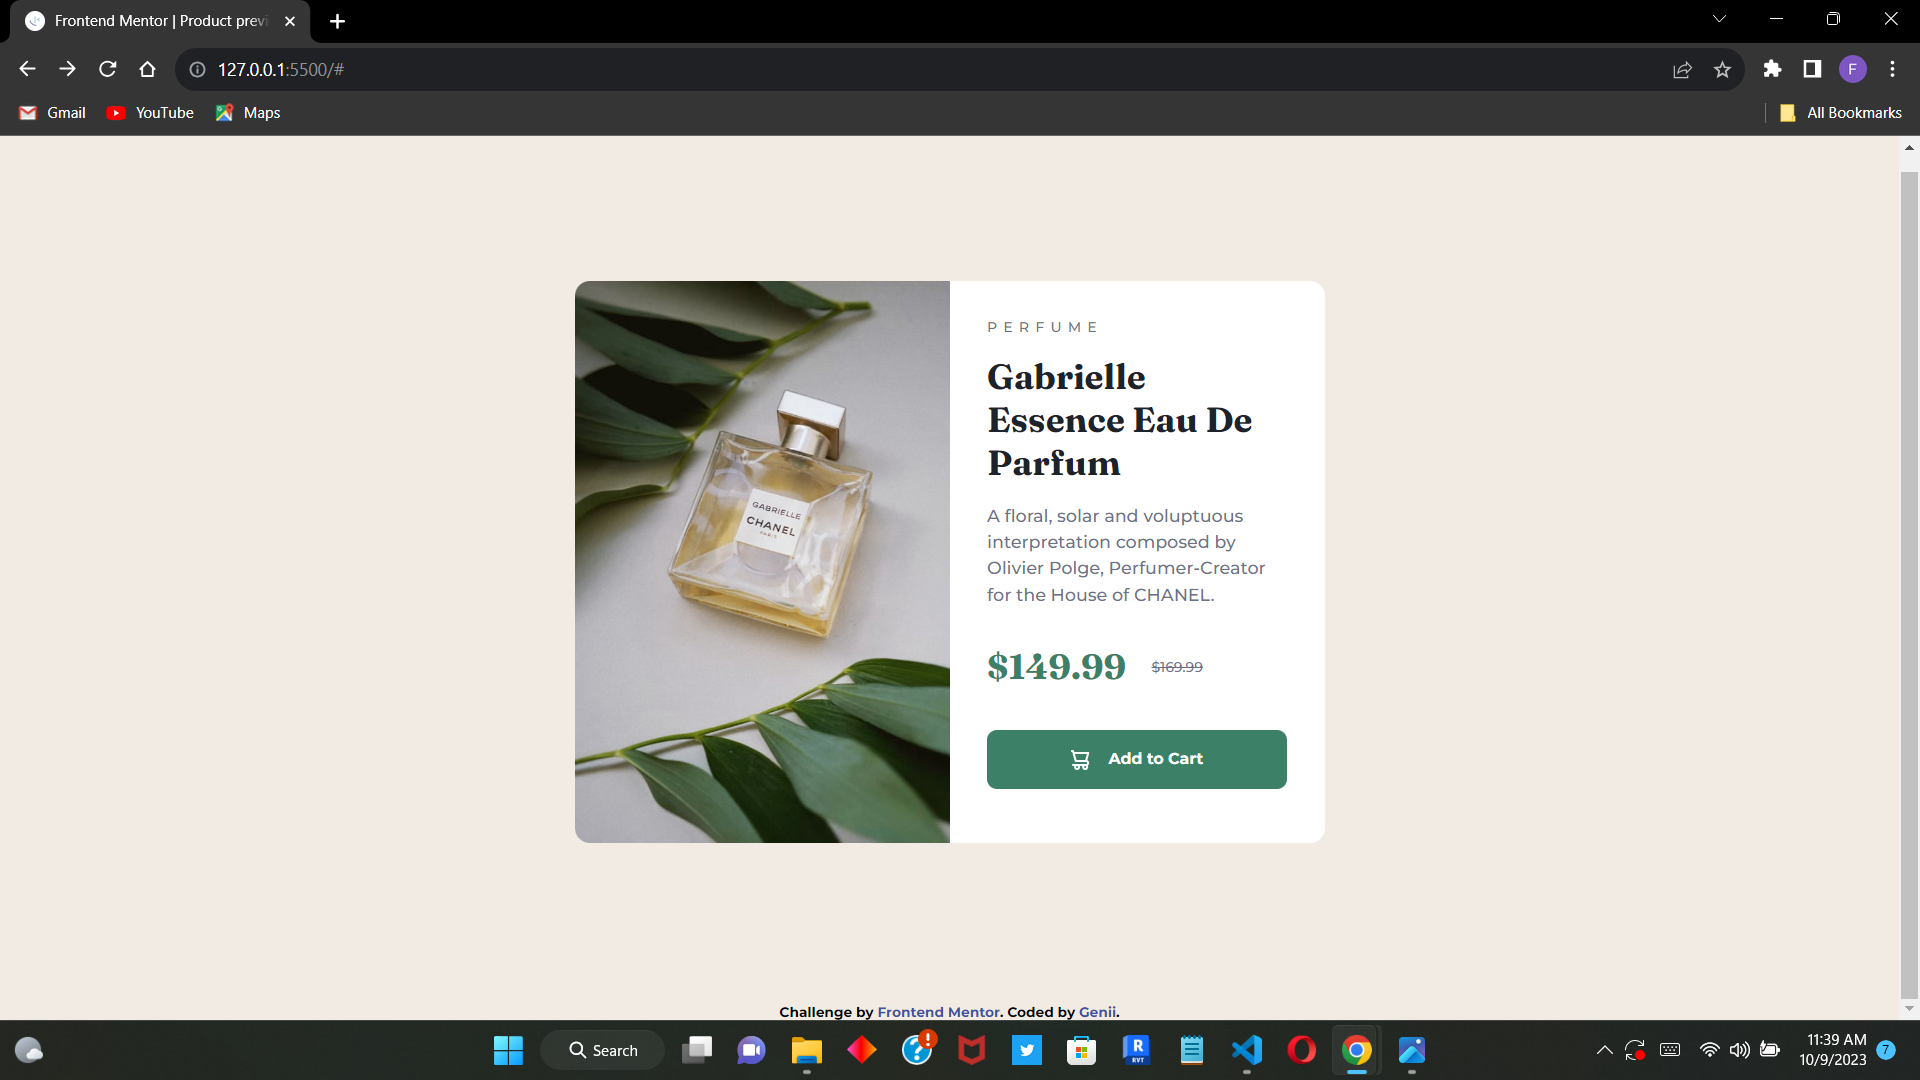 Frontend Mentor | Product previ
127.0.0.1:5500/#
F
Gmail
YouTube
Maps
All Bookmarks
PERFUME
Gabrielle
Essence Eau De
Parfum
A floral, solar and voluptuous
interpretation composed by
Olivier Polge, Perfumer-Creator
for the House of CHANEL.
$149.99 $169.99
Add to Cart
GABRIELLE
CHANEL
PARIS
Challenge by Frontend Mentor. Coded by Genii.
Search
R
RVT
11:39 AM
10/9/2023
7